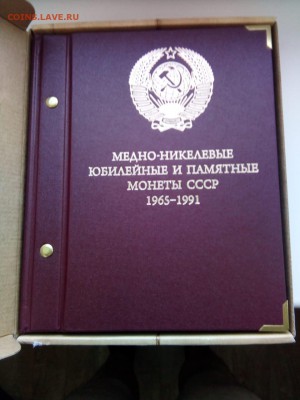 COINS.LAVE.RU
МЕДНО-НИКЕЛЕВЫЕ
ЮБИЛЕЙНЫЕ И ПАМЯТНЫЕ
МОНЕТЫ СССР
1965-1991